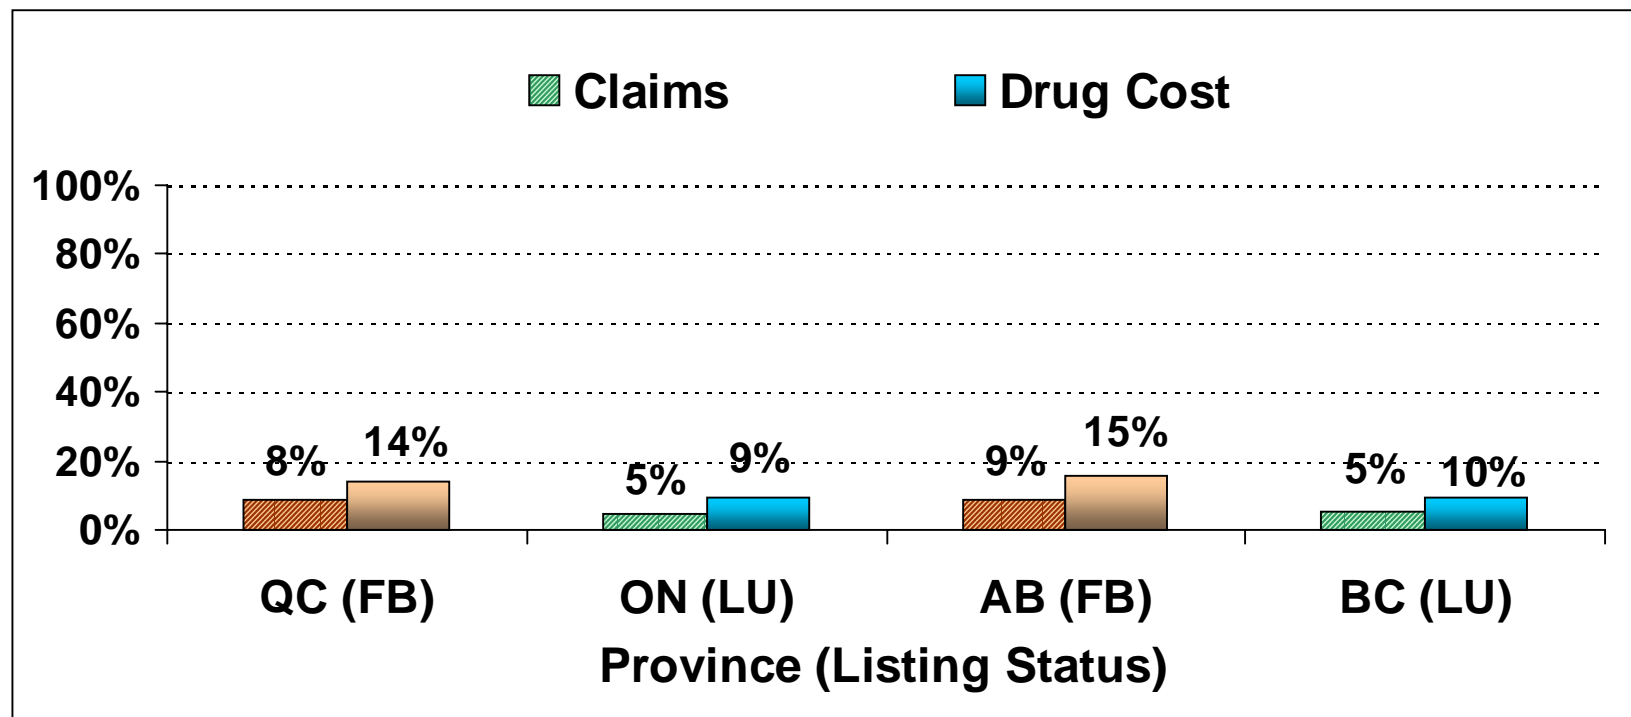 Claims Drug Cost
100%
80%
60%
40%
20%
0%
8% 14% 5% 9% 9% 15% 5% 10%
QC (FB) ON (LU) AB (FB) BC (LU)
Province (Listing Status)